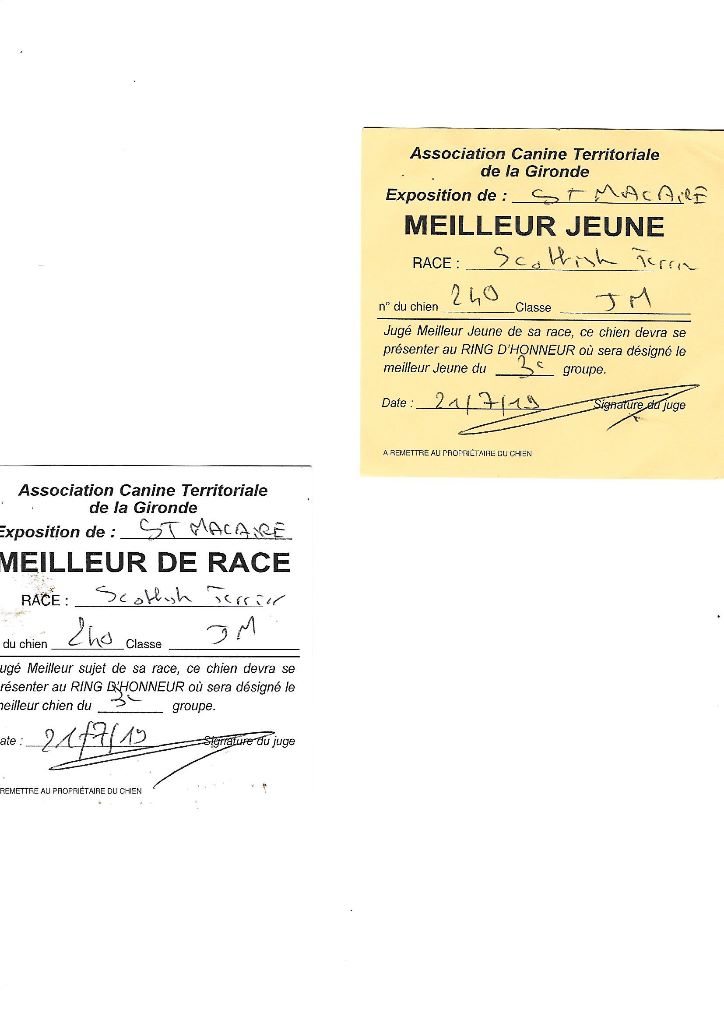 Association Canine Territoriale
de la Gironde
Exposition de : ST MACAIRE
MEILLEUR JEUNE
RACE : Scottish Terrier
n° du chien 240 Classe JM
Jugé Meilleur Jeune de sa race, ce chien devra se
présenter au RING D'HONNEUR où sera désigné le
meilleur Jeune du 3e groupe.
Date : 21/7/19 Signature du juge
A REMETTRE AU PROPRIÉTAIRE DU CHIEN
Association Canine Territoriale
de la Gironde
Exposition de : ST MACAIRE
MEILLEUR DE RACE
RACE : Scottish Terrier
du chien 240 Classe JM
ugé Meilleur sujet de sa race, ce chien devra se
résenter au RING D'HONNEUR où sera désigné le
meilleur chien du 3e groupe.
ate : 21/7/19 Signature du juge
REMETTRE AU PROPRIÉTAIRE DU CHIEN